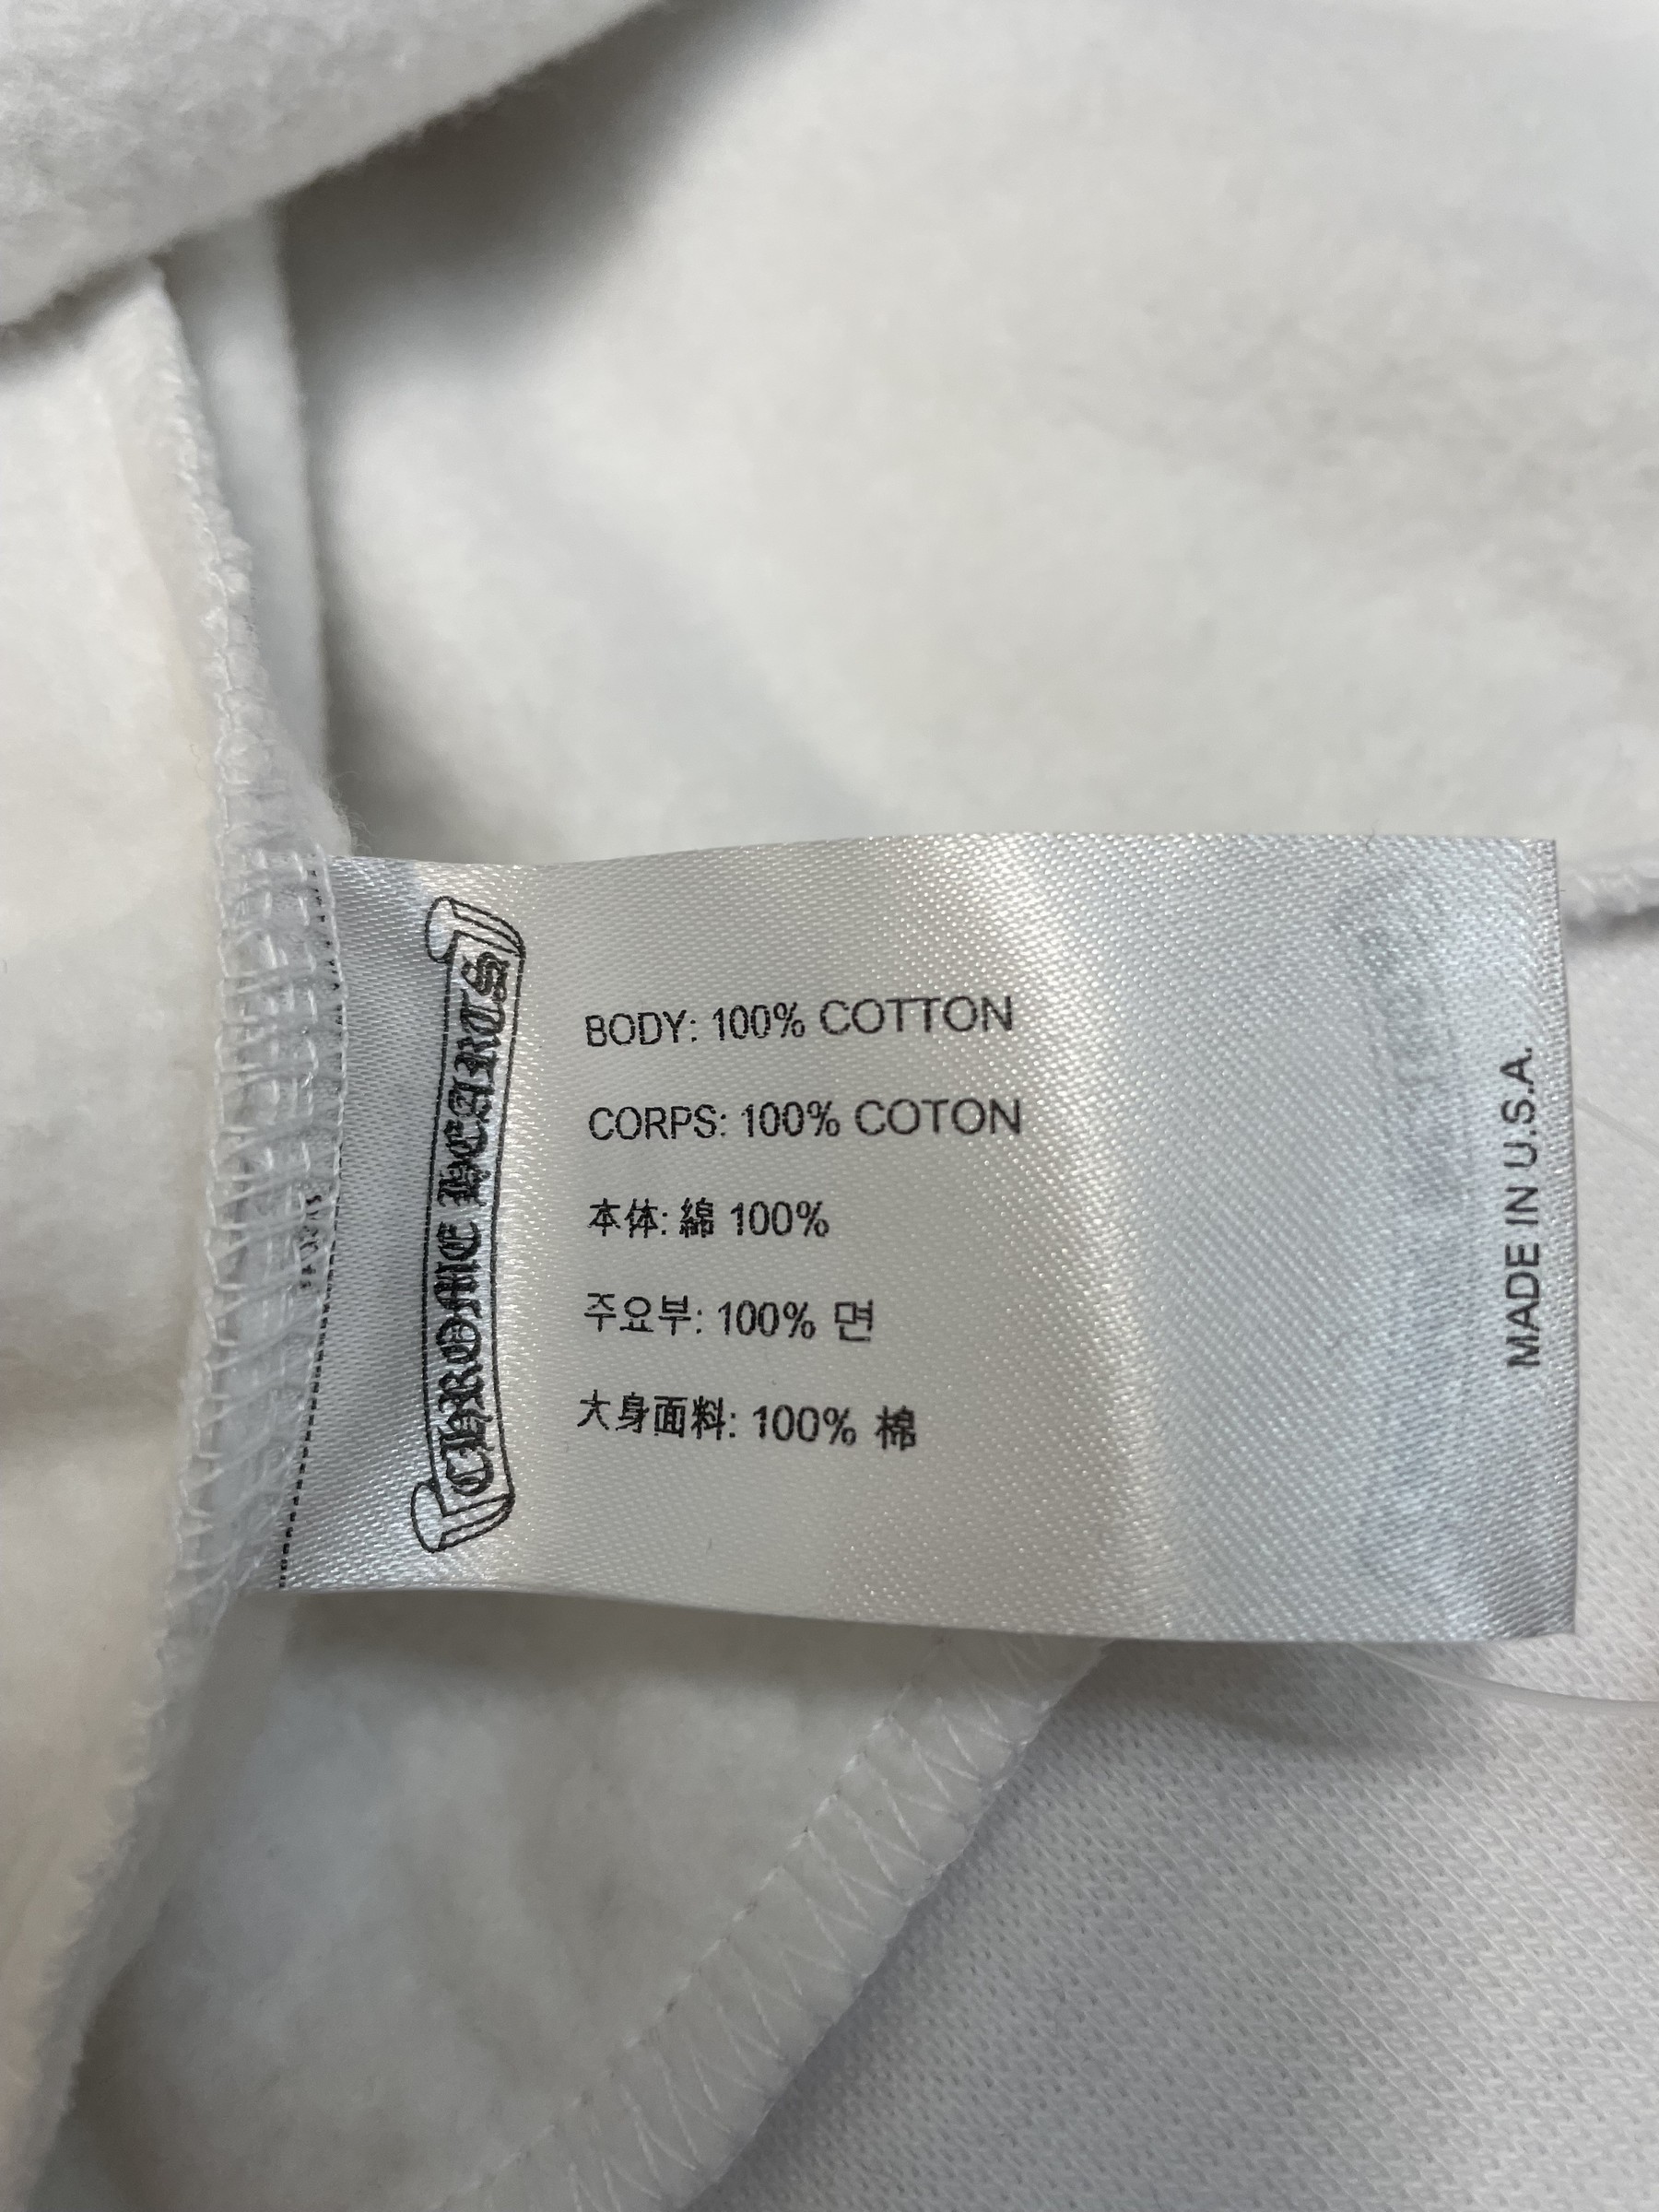 CHROME HEARTS
BODY: 100% COTTON
CORPS: 100% COTON
本体: 綿 100%
주요부: 100% 면
大身面料: 100% 棉
MADE IN U.S.A.